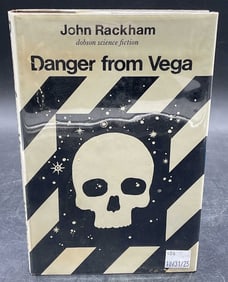 John Rackham
dobson science fiction
Danger from Vega